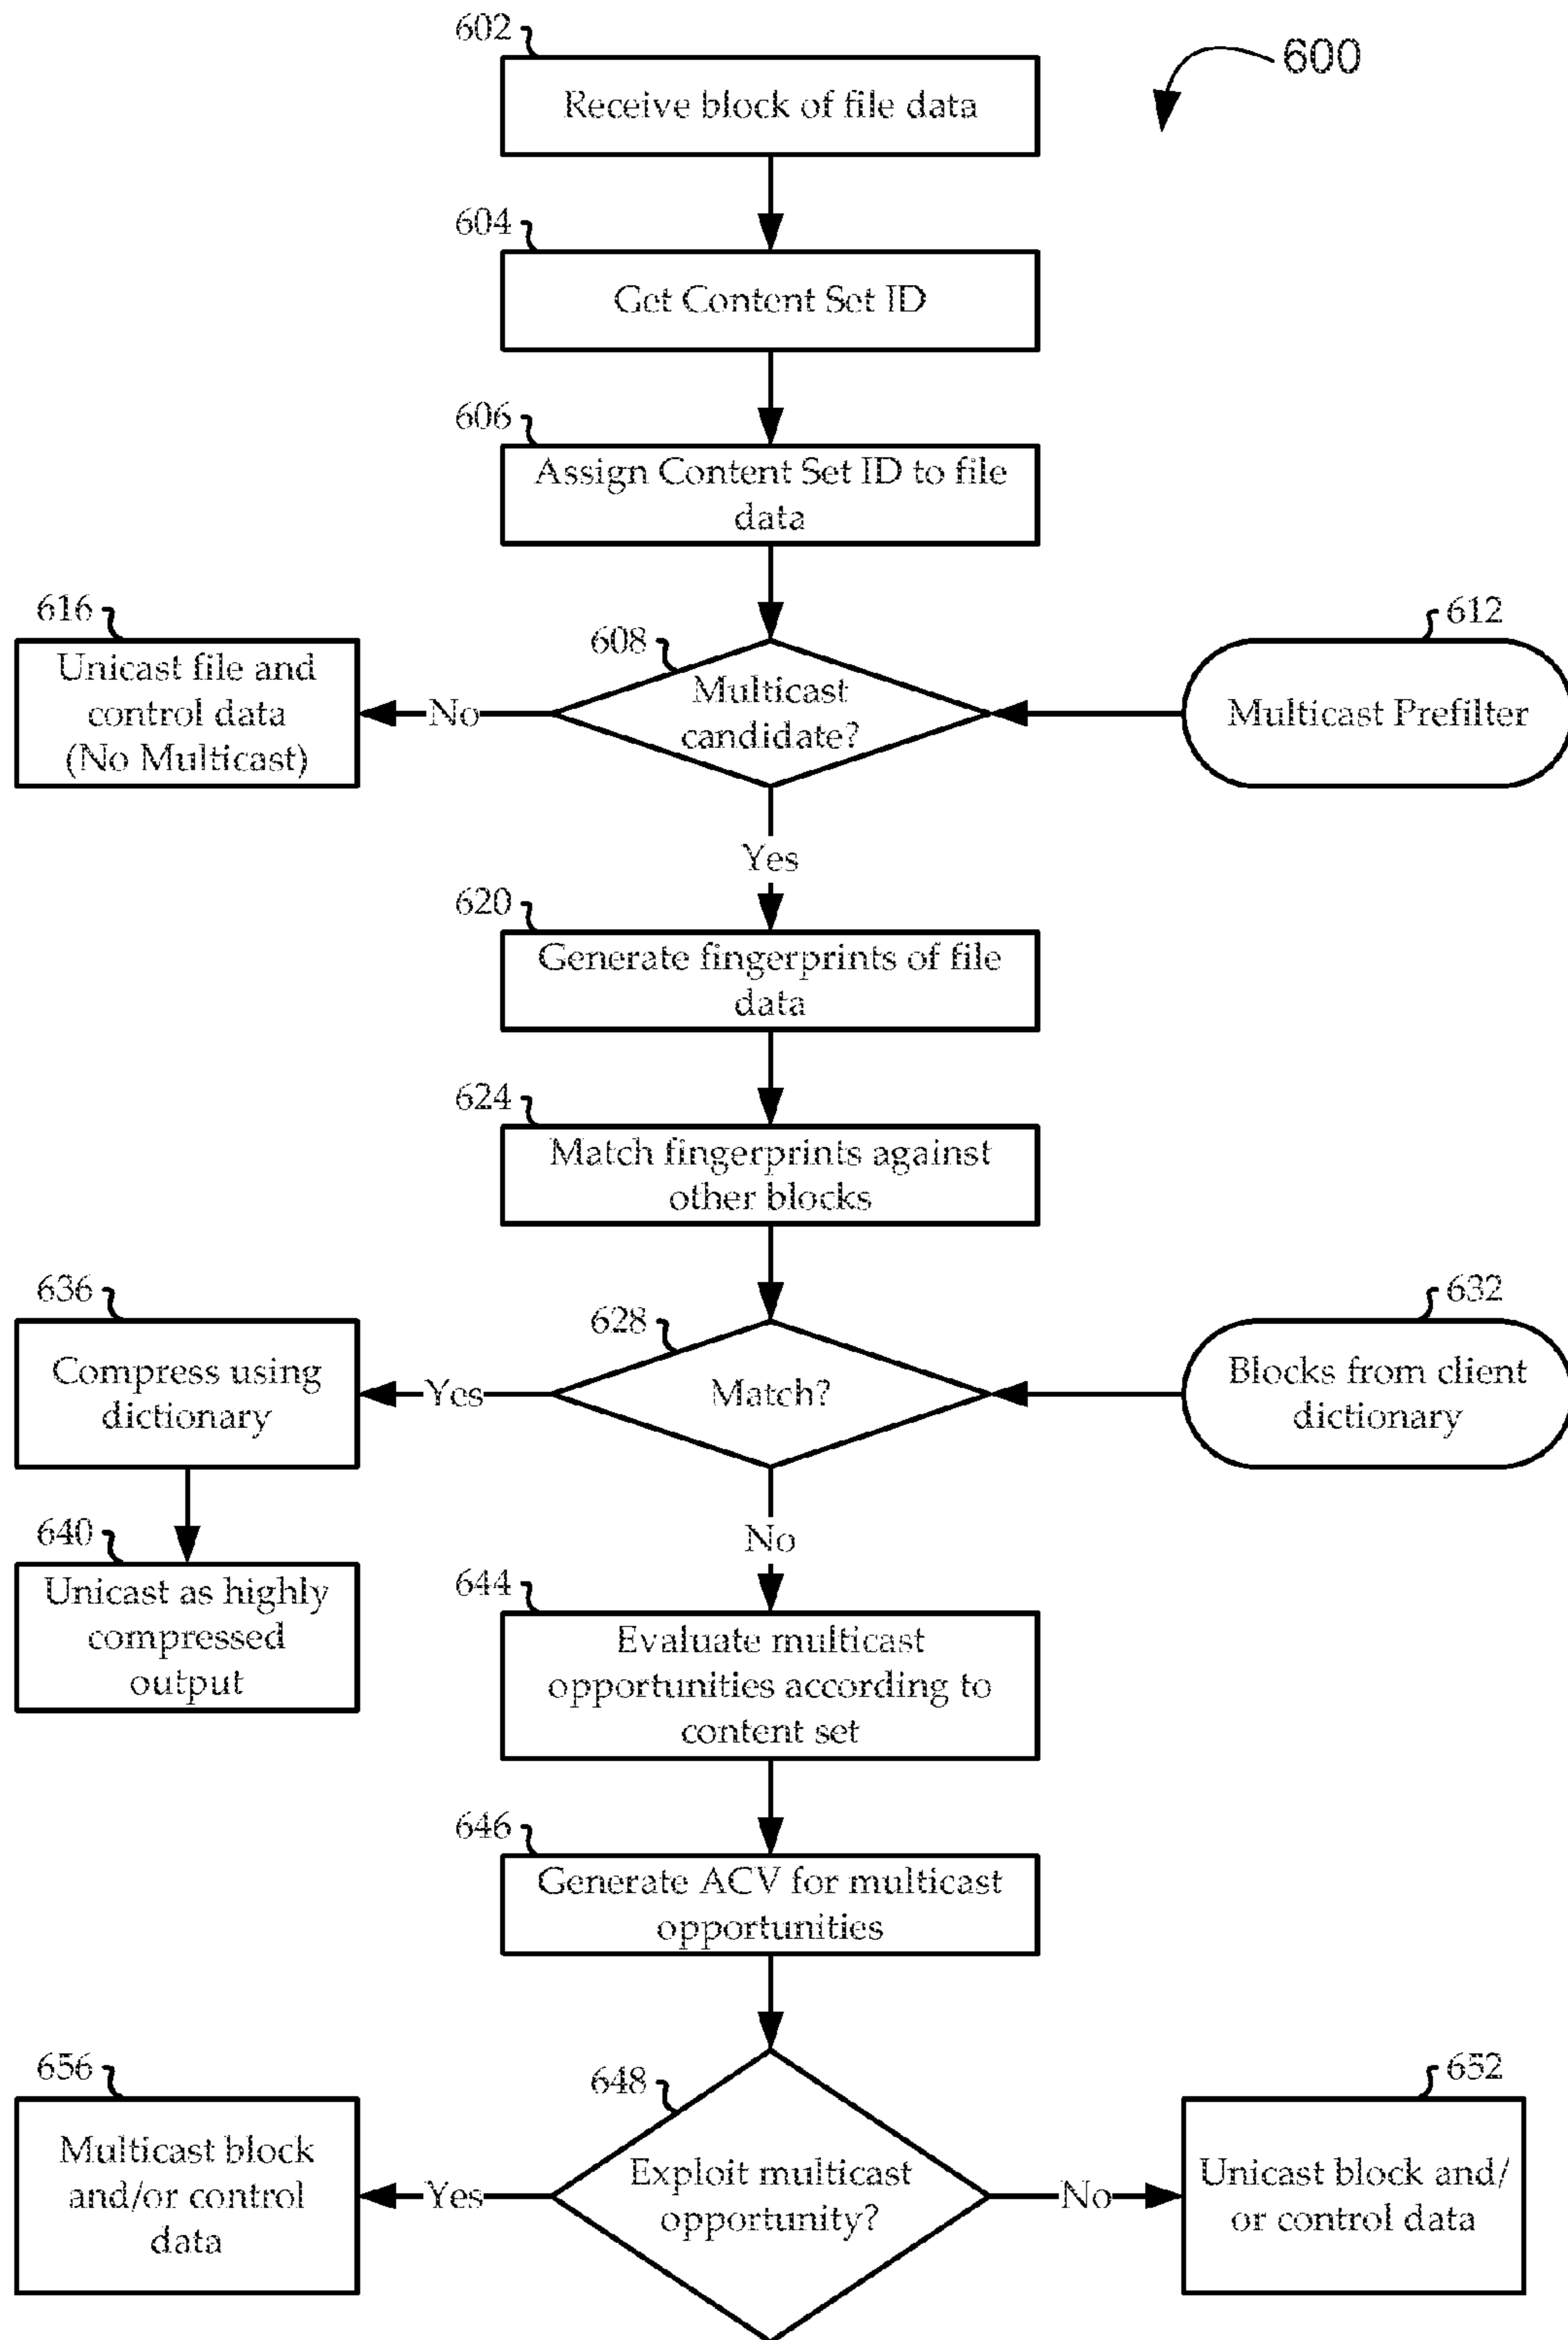 602
600
Receive block of file data
604
Get Content Set ID
606
Assign Content Set ID to file
data
616
608
612
Unicast file and
control data
(No Multicast)
No
Multicast
candidate?
Multicast Prefilter
Yes
620
Generate fingerprints of file
data
624
Match fingerprints against
other blocks
636
628
632
Compress using
dictionary
Yes
Match?
Blocks from client
dictionary
640
No
Unicast as highly
compressed
output
644
Evaluate multicast
opportunities according to
content set
646
Generate ACV for multicast
opportunities
656
648
652
Multicast block
and/or control
data
Yes
Exploit multicast
opportunity?
No
Unicast block and/
or control data